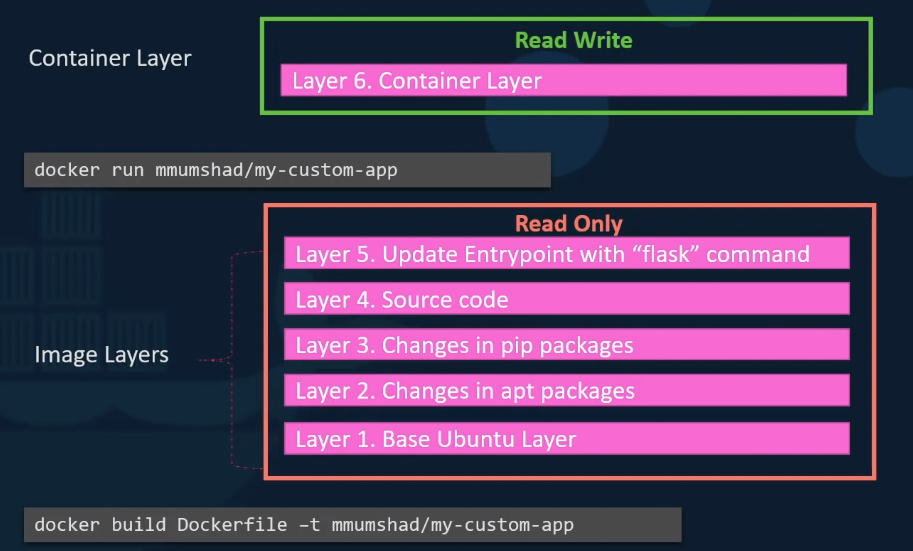 Container Layer
Read Write
Layer 6. Container Layer
docker run mmumshad/my-custom-app
Read Only
Layer 5. Update Entrypoint with “flask” command
Layer 4. Source code
Layer 3. Changes in pip packages
Image Layers
Layer 2. Changes in apt packages
Layer 1. Base Ubuntu Layer
docker build Dockerfile –t mmumshad/my-custom-app